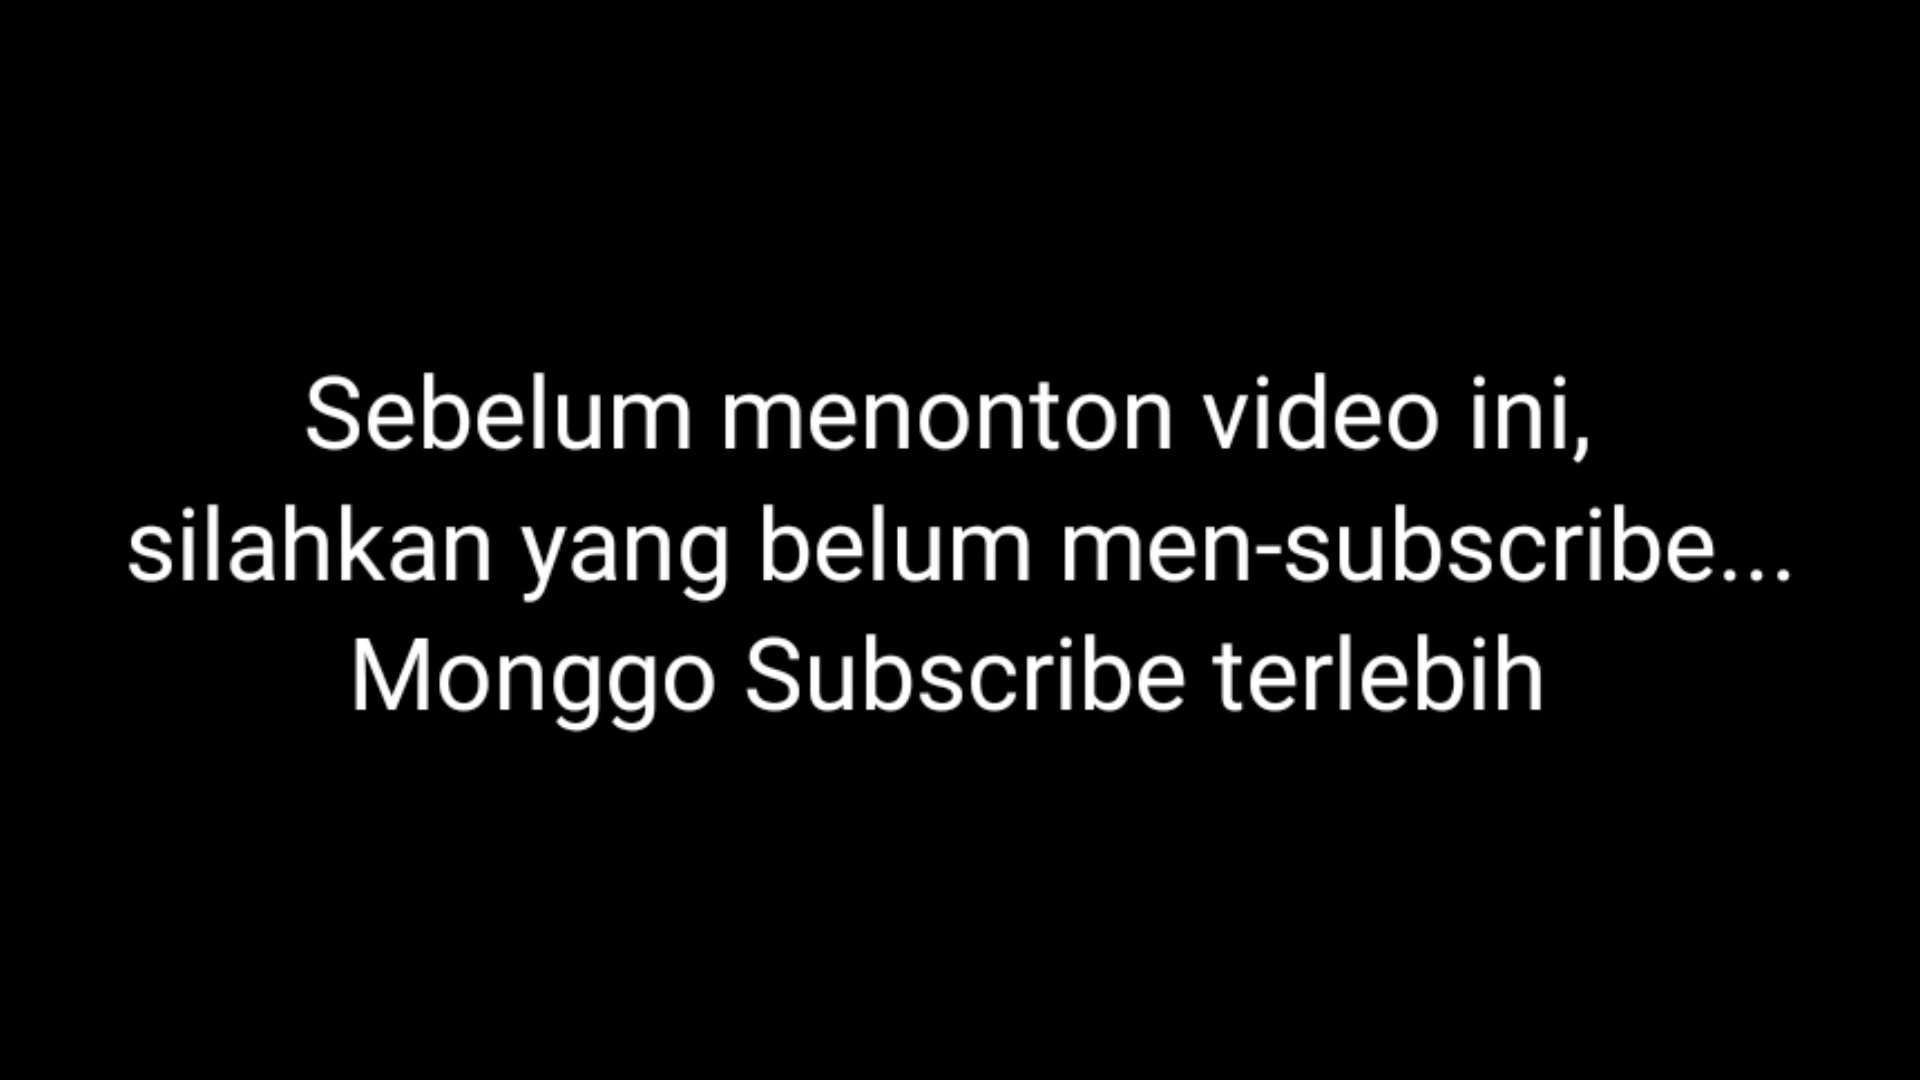 Sebelum menonton video ini,
silahkan yang belum men-subscribe...
Monggo Subscribe terlebih